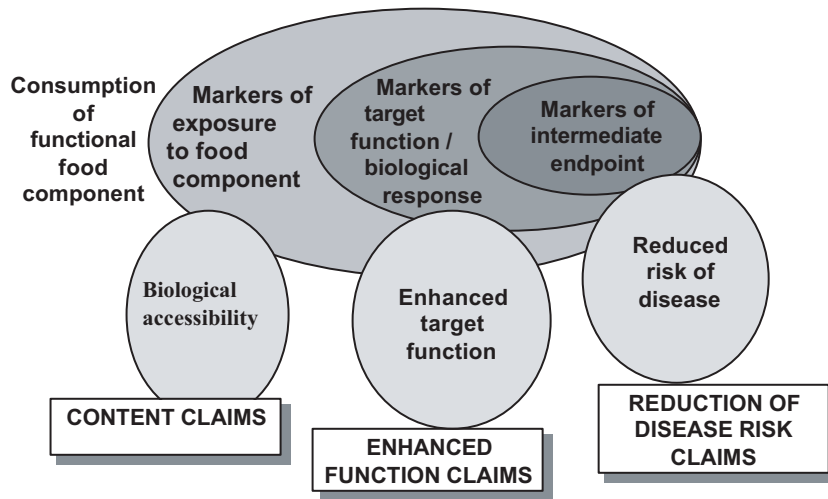 Consumption
of
functional
food
component
Markers of
exposure
to food
component
Markers of
target
function /
biological
response
Markers of
intermediate
endpoint
Biological
accessibility
Enhanced
target
function
Reduced
risk of
disease
CONTENT CLAIMS
ENHANCED
FUNCTION CLAIMS
REDUCTION OF
DISEASE RISK
CLAIMS